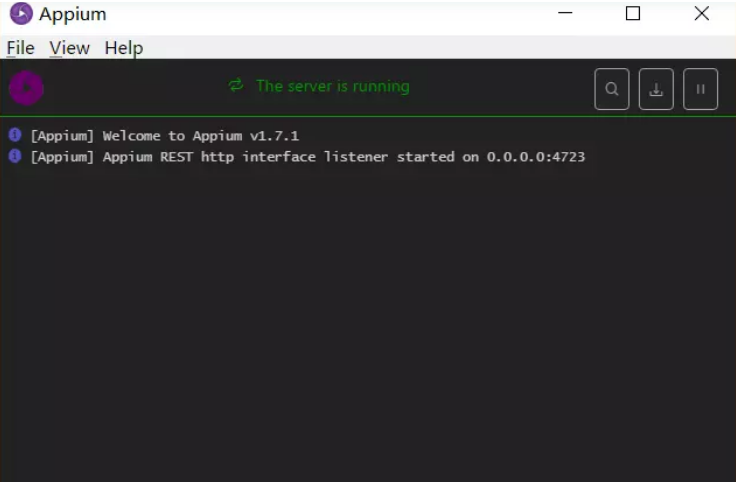 Appium
File View Help
The server is running
[Appium] Welcome to Appium v1.7.1
[Appium] Appium REST http interface listener started on 0.0.0.0:4723